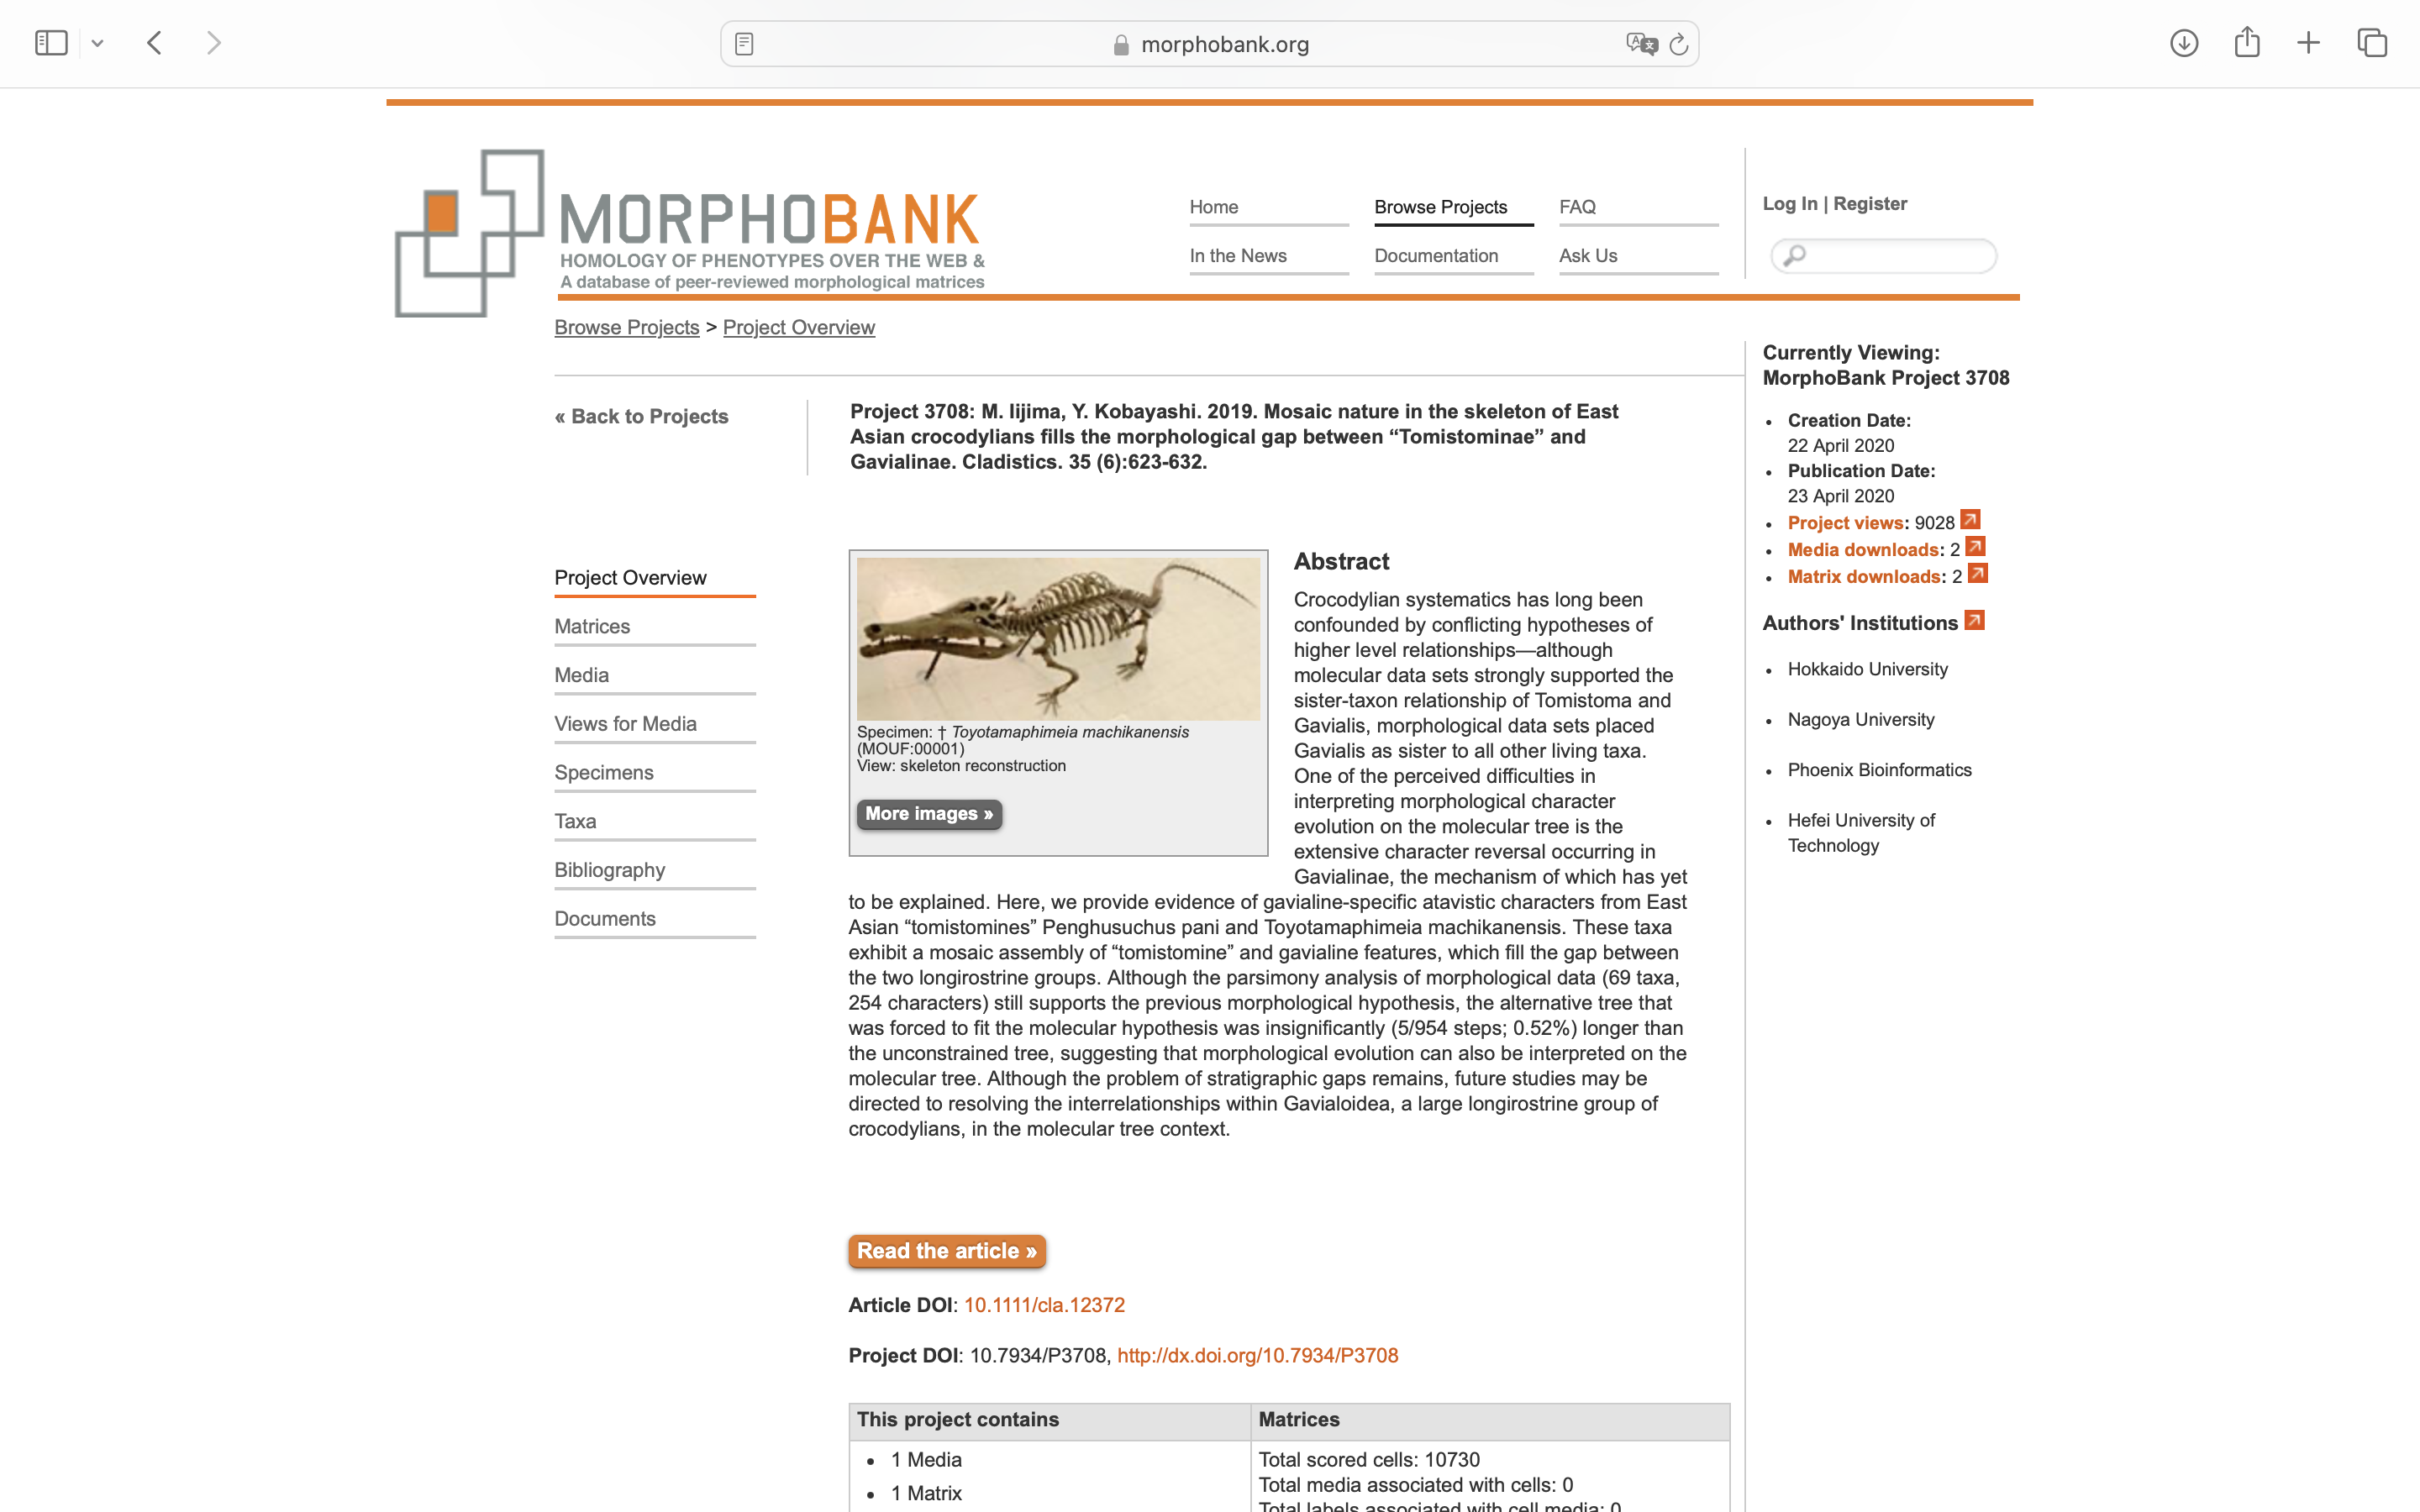 morphobank.org
MORPHOBANK
HOMOLOGY OF PHENOTYPES OVER THE WEB &
A database of peer-reviewed morphological matrices
Home
Browse Projects
FAQ
In the News
Documentation
Ask Us
Log In | Register
Browse Projects > Project Overview
« Back to Projects
Project 3708: M. Iijima, Y. Kobayashi. 2019. Mosaic nature in the skeleton of East
Asian crocodylians fills the morphological gap between “Tomistominae” and
Gavialinae. Cladistics. 35 (6):623-632.
Project Overview
Matrices
Media
Views for Media
Specimens
Taxa
Bibliography
Documents
Specimen: † Toyotamaphimeia machikanensis
(MOUF:00001)
View: skeleton reconstruction
More images »
Abstract
Crocodylian systematics has long been
confounded by conflicting hypotheses of
higher level relationships—although
molecular data sets strongly supported the
sister-taxon relationship of Tomistoma and
Gavialis, morphological data sets placed
Gavialis as sister to all other living taxa.
One of the perceived difficulties in
interpreting morphological character
evolution on the molecular tree is the
extensive character reversal occurring in
Gavialinae, the mechanism of which has yet
to be explained. Here, we provide evidence of gavialine-specific atavistic characters from East
Asian “tomistomines” Penghusuchus pani and Toyotamaphimeia machikanensis. These taxa
exhibit a mosaic assembly of “tomistomine” and gavialine features, which fill the gap between
the two longirostrine groups. Although the parsimony analysis of morphological data (69 taxa,
254 characters) still supports the previous morphological hypothesis, the alternative tree that
was forced to fit the molecular hypothesis was insignificantly (5/954 steps; 0.52%) longer than
the unconstrained tree, suggesting that morphological evolution can also be interpreted on the
molecular tree. Although the problem of stratigraphic gaps remains, future studies may be
directed to resolving the interrelationships within Gavialoidea, a large longirostrine group of
crocodylians, in the molecular tree context.
Read the article »
Article DOI: 10.1111/cla.12372
Project DOI: 10.7934/P3708, http://dx.doi.org/10.7934/P3708
This project contains
• 1 Media
• 1 Matrix
Matrices
Total scored cells: 10730
Total media associated with cells: 0
Total labels associated with cell media: 0
Currently Viewing:
MorphoBank Project 3708
• Creation Date:
22 April 2020
• Publication Date:
23 April 2020
• Project views: 9028
• Media downloads: 2
• Matrix downloads: 2
Authors' Institutions
• Hokkaido University
• Nagoya University
• Phoenix Bioinformatics
• Hefei University of
Technology